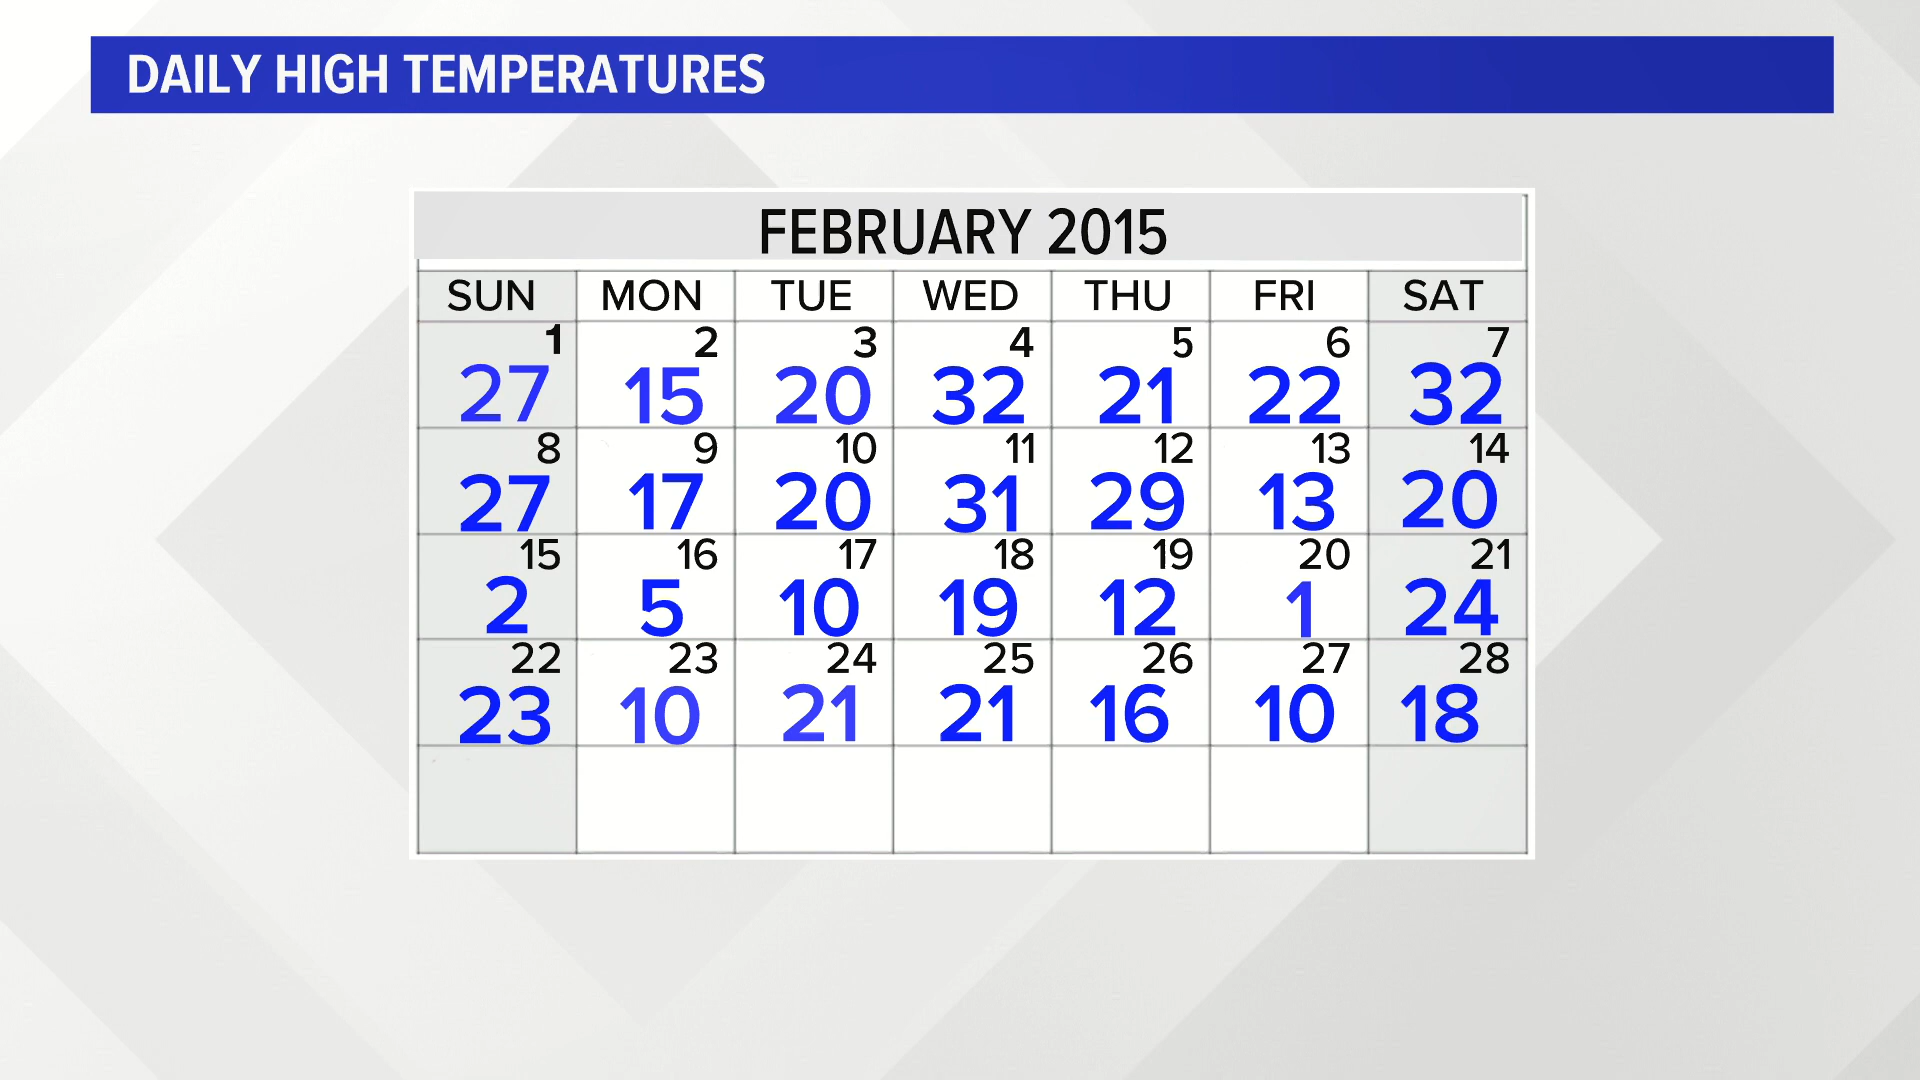 DAILY HIGH TEMPERATURES
FEBRUARY 2015
SUN MON TUE WED THU FRI SAT
1 2 3 4 5 6 7
27 15 20 32 21 22 32
8 9 10 11 12 13 14
27 17 20 31 29 13 20
15 16 17 18 19 20 21
2 5 10 19 12 1 24
22 23 24 25 26 27 28
23 10 21 21 16 10 18